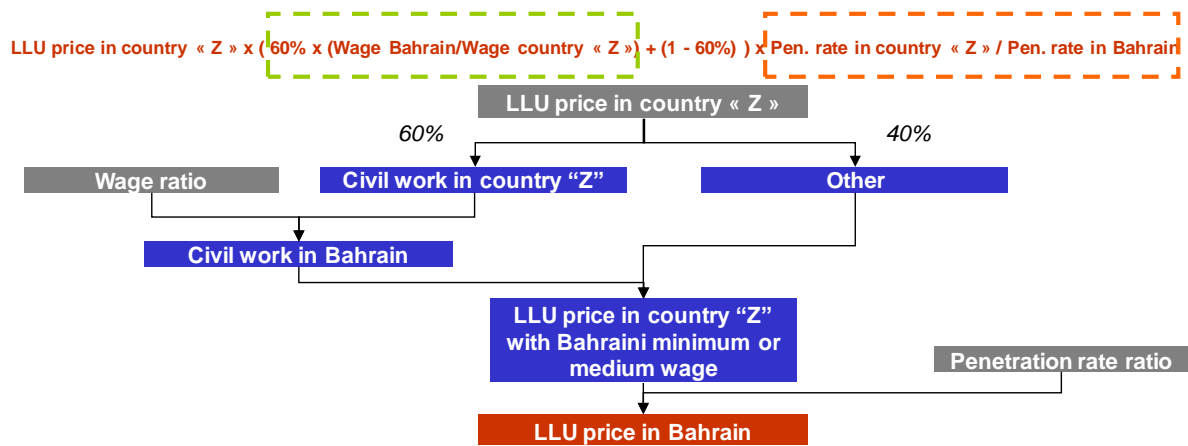 LLU price in country « Z » x ( 60% x (Wage Bahrain/Wage country « Z ») + (1 - 60%) ) x Pen. rate in country « Z » / Pen. rate in Bahrain
LLU price in country « Z »
60%
40%
Wage ratio
Civil work in country “Z”
Other
Civil work in Bahrain
LLU price in country “Z”
with Bahraini minimum or
medium wage
Penetration rate ratio
LLU price in Bahrain